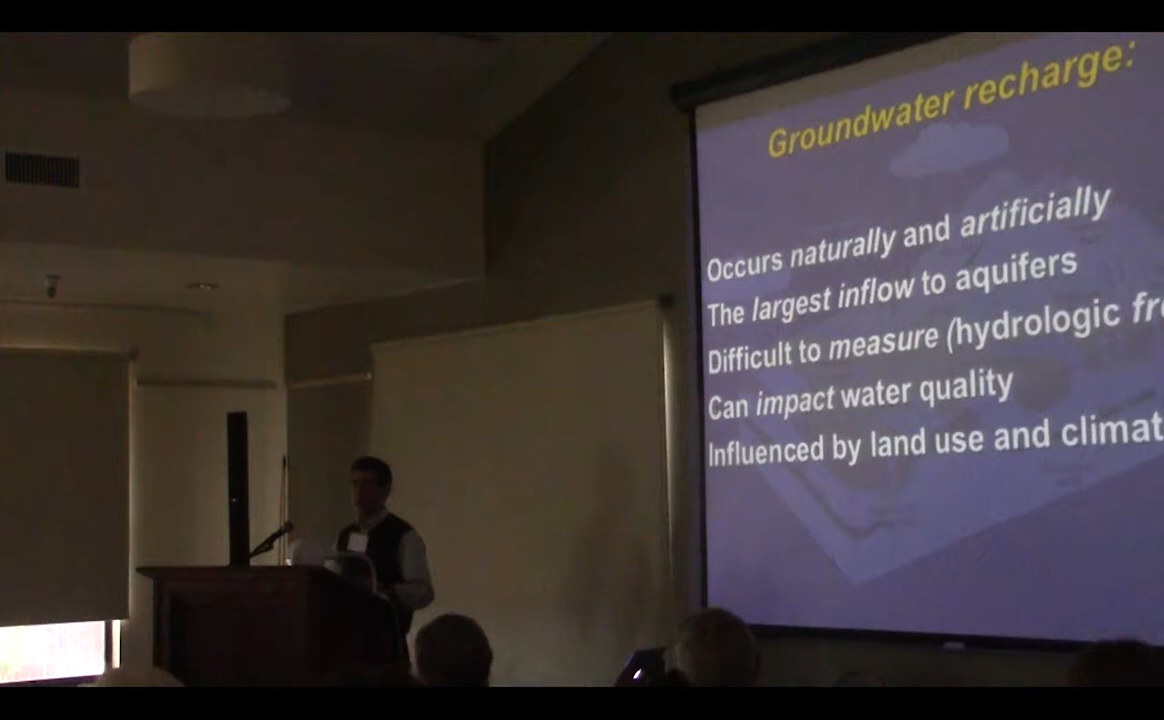 Groundwater recharge:
Occurs naturally and artificially
The largest inflow to aquifers
Difficult to measure (hydrologic
Can impact water quality
Influenced by land use and